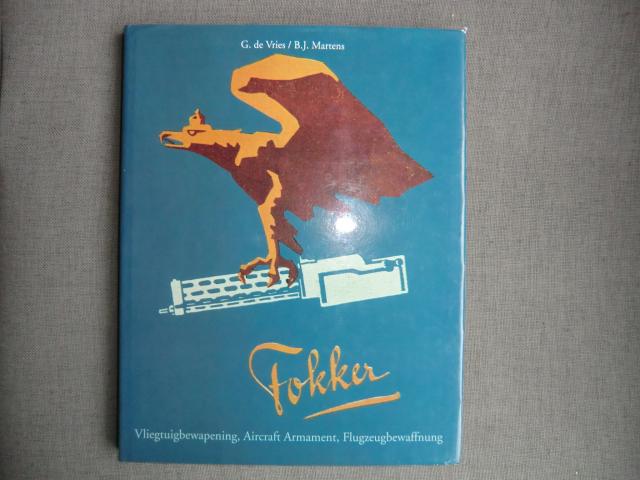 G. de Vries / B.J. Martens
Fokker
Vliegtuigbewapening, Aircraft Armament, Flugzeugbewaffnung